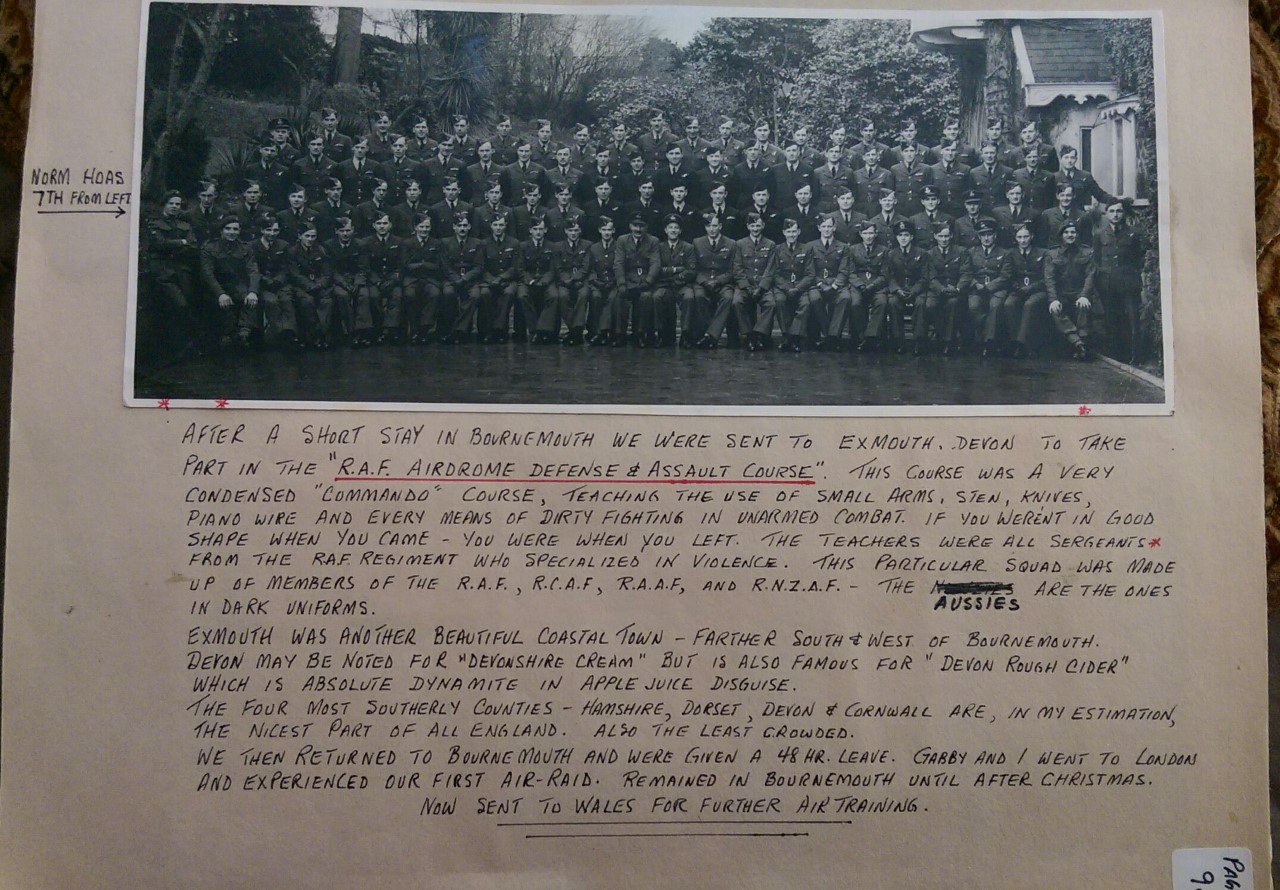 NORM HOAS
7TH FROM LEFT
AFTER A SHORT STAY IN BOURNEMOUTH WE WERE SENT TO EXMOUTH. DEVON TO TAKE
PART IN THE "R.A.F. AIRDROME DEFENSE & ASSAULT COURSE". THIS COURSE WAS A VERY
CONDENSED "COMMANDO" COURSE, TEACHING THE USE OF SMALL ARMS, STEN, KNIVES,
PIANO WIRE AND EVERY MEANS OF DIRTY FIGHTING IN UNARMED COMBAT. IF YOU WEREN'T IN GOOD
SHAPE WHEN YOU CAME - YOU WERE WHEN YOU LEFT. THE TEACHERS WERE ALL SERGEANTS*
FROM THE R.A.F. REGIMENT WHO SPECIALIZED IN VIOLENCE. THIS PARTICULAR SQUAD WAS MADE
UP OF MEMBERS OF THE R.A.F., R.C.A.F, R.A.A.F, AND R.N.Z.A.F. - THE ARE THE ONES
AUSSIES
IN DARK UNIFORMS.
EXMOUTH WAS ANOTHER BEAUTIFUL COASTAL TOWN - FARTHER SOUTH & WEST OF BOURNEMOUTH.
DEVON MAY BE NOTED FOR "DEVONSHIRE CREAM" BUT IS ALSO FAMOUS FOR "DEVON ROUGH CIDER"
WHICH IS ABSOLUTE DYNAMITE IN APPLE JUICE DISGUISE.
THE FOUR MOST SOUTHERLY COUNTIES - HAMSHIRE, DORSET, DEVON & CORNWALL ARE, IN MY ESTIMATION,
THE NICEST PART OF ALL ENGLAND. ALSO THE LEAST CROWDED.
WE THEN RETURNED TO BOURNEMOUTH AND WERE GIVEN A 48 HR. LEAVE. GABBY AND I WENT TO LONDON
AND EXPERIENCED OUR FIRST AIR-RAID. REMAINED IN BOURNEMOUTH UNTIL AFTER CHRISTMAS.
NOW SENT TO WALES FOR FURTHER AIR TRAINING.